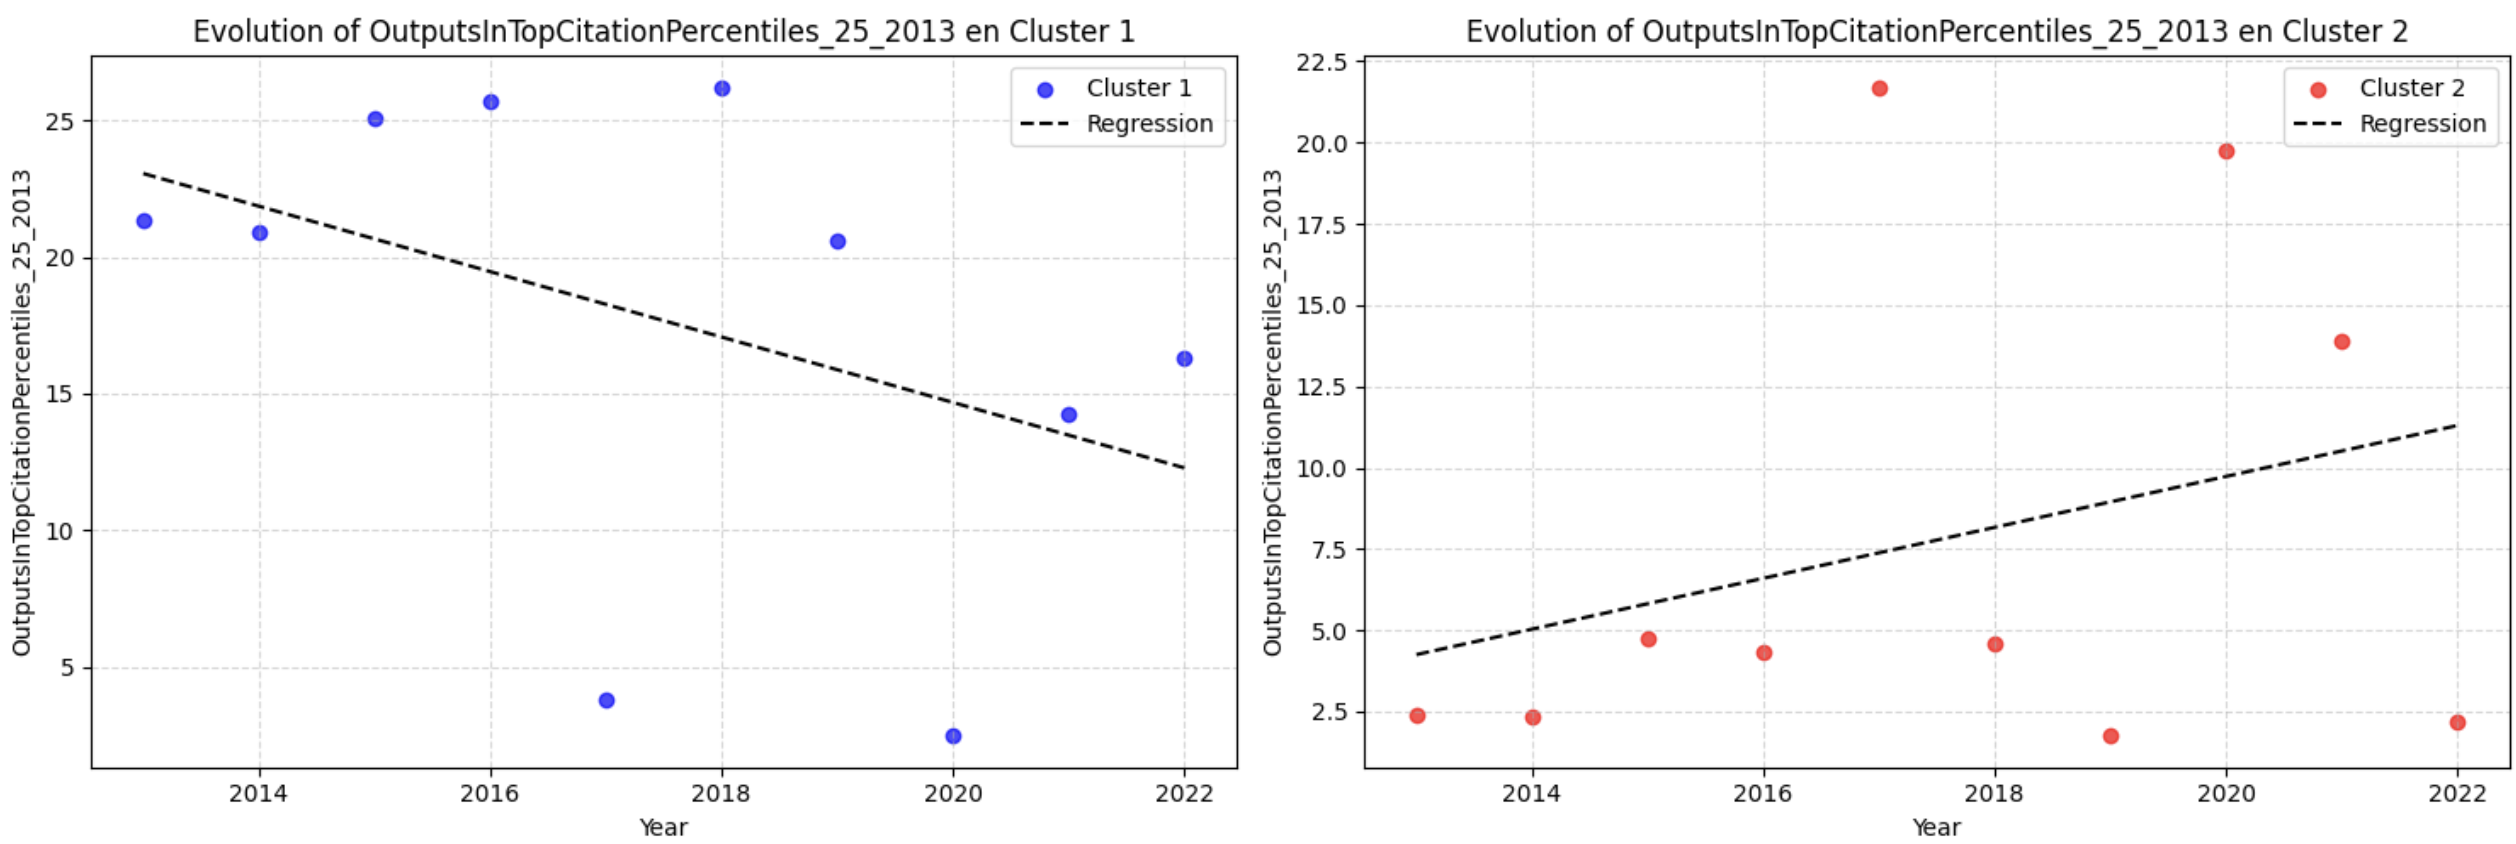 Evolution of OutputsInTopCitationPercentiles_25_2013 en Cluster 1
OutputsInTopCitationPercentiles_25_2013
25
20
15
10
5
Cluster 1
Regression
2014
2016
2018
2020
2022
Year
Evolution of OutputsInTopCitationPercentiles_25_2013 en Cluster 2
OutputsInTopCitationPercentiles_25_2013
22.5
20.0
17.5
15.0
12.5
10.0
7.5
5.0
2.5
Cluster 2
Regression
2014
2016
2018
2020
2022
Year